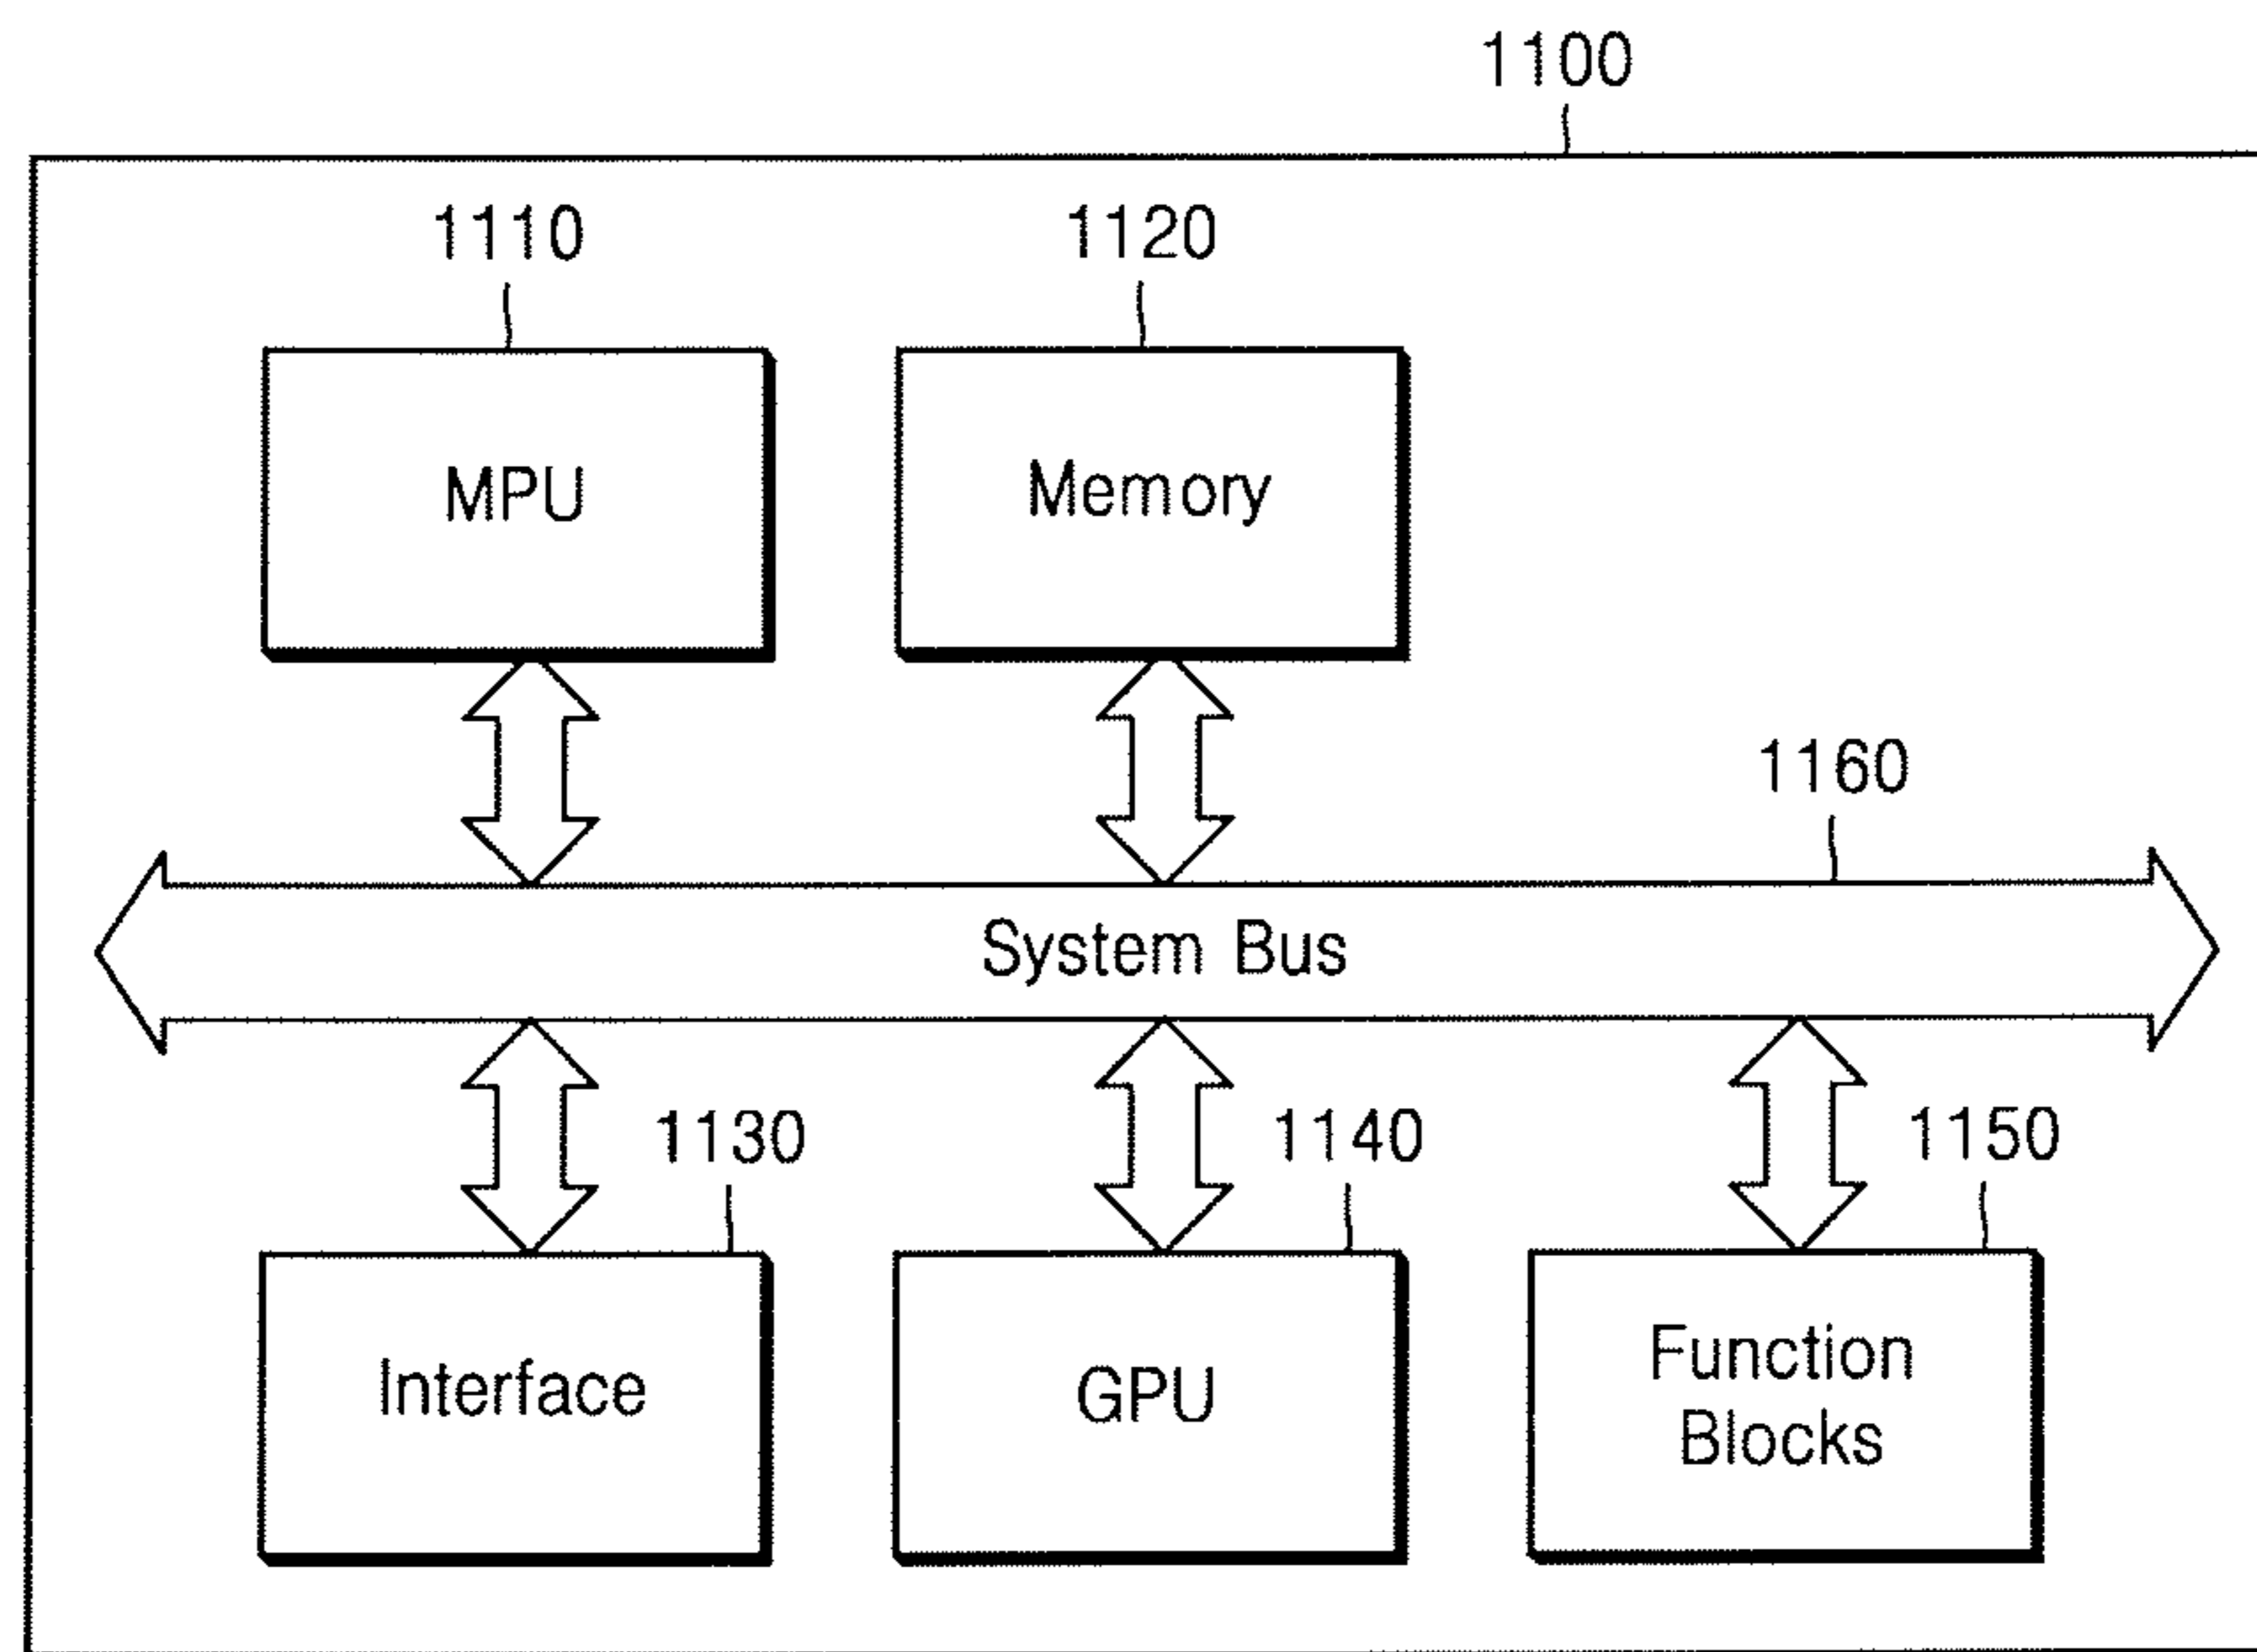 1100
1110
1120
MPU
Memory
1160
System Bus
1130
1140
1150
Interface
GPU
Function
Blocks